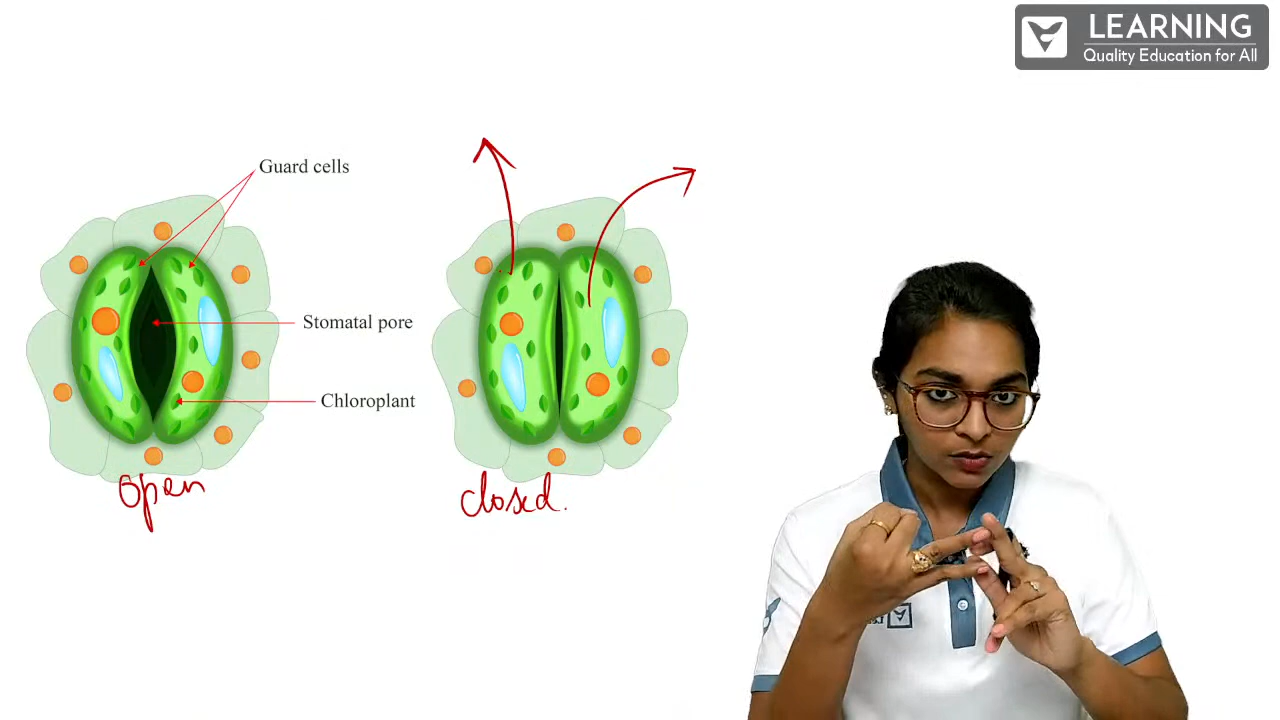 LEARNING
Quality Education for All
Guard cells
Stomatal pore
Chloroplant
open
closed.